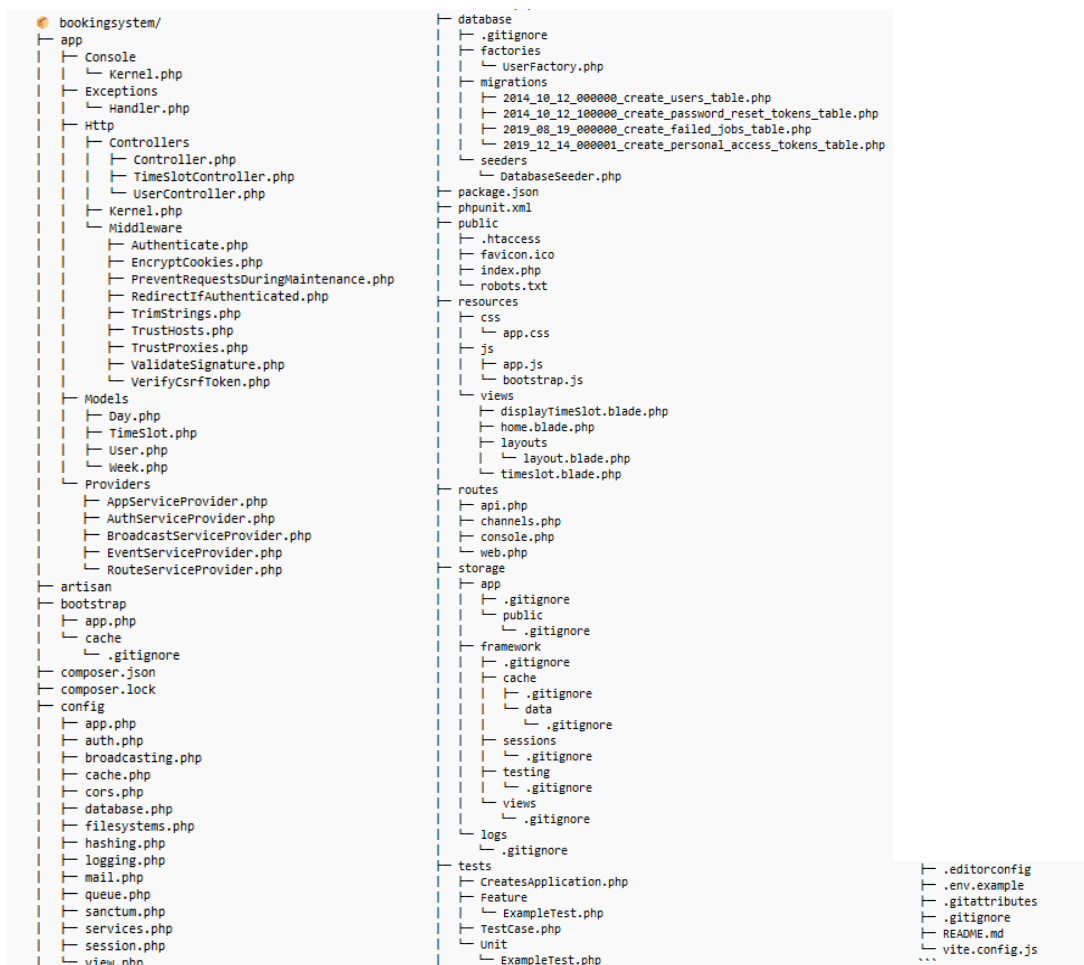 📦 bookingsystem/
├─ app
│  ├─ Console
│  │  └─ Kernel.php
│  ├─ Exceptions
│  │  └─ Handler.php
│  ├─ Http
│  │  ├─ Controllers
│  │  │  ├─ Controller.php
│  │  │  ├─ TimeSlotController.php
│  │  │  └─ UserController.php
│  │  ├─ Kernel.php
│  │  └─ Middleware
│  │     ├─ Authenticate.php
│  │     ├─ EncryptCookies.php
│  │     ├─ PreventRequestsDuringMaintenance.php
│  │     ├─ RedirectIfAuthenticated.php
│  │     ├─ TrimStrings.php
│  │     ├─ TrustHosts.php
│  │     ├─ TrustProxies.php
│  │     ├─ ValidateSignature.php
│  │     └─ VerifyCsrfToken.php
│  ├─ Models
│  │  ├─ Day.php
│  │  ├─ TimeSlot.php
│  │  ├─ User.php
│  │  └─ Week.php
│  └─ Providers
│     ├─ AppServiceProvider.php
│     ├─ AuthServiceProvider.php
│     ├─ BroadcastServiceProvider.php
│     ├─ EventServiceProvider.php
│     └─ RouteServiceProvider.php
├─ artisan
├─ bootstrap
│  ├─ app.php
│  └─ cache
│     └─ .gitignore
├─ composer.json
├─ composer.lock
├─ config
│  ├─ app.php
│  ├─ auth.php
│  ├─ broadcasting.php
│  ├─ cache.php
│  ├─ cors.php
│  ├─ database.php
│  ├─ filesystems.php
│  ├─ hashing.php
│  ├─ logging.php
│  ├─ mail.php
│  ├─ queue.php
│  ├─ sanctum.php
│  ├─ services.php
│  ├─ session.php
│  └─ view.php
├─ database
│  ├─ .gitignore
│  ├─ factories
│  │  └─ UserFactory.php
│  ├─ migrations
│  │  ├─ 2014_10_12_000000_create_users_table.php
│  │  ├─ 2014_10_12_100000_create_password_reset_tokens_table.php
│  │  ├─ 2019_08_19_000000_create_failed_jobs_table.php
│  │  └─ 2019_12_14_000001_create_personal_access_tokens_table.php
│  └─ seeders
│     └─ DatabaseSeeder.php
├─ package.json
├─ phpunit.xml
├─ public
│  ├─ .htaccess
│  ├─ favicon.ico
│  ├─ index.php
│  └─ robots.txt
├─ resources
│  ├─ css
│  │  └─ app.css
│  ├─ js
│  │  ├─ app.js
│  │  └─ bootstrap.js
│  └─ views
│     ├─ displayTimeSlot.blade.php
│     ├─ home.blade.php
│     ├─ layouts
│     │  └─ layout.blade.php
│     └─ timeslot.blade.php
├─ routes
│  ├─ api.php
│  ├─ channels.php
│  ├─ console.php
│  └─ web.php
├─ storage
│  ├─ app
│  │  ├─ .gitignore
│  │  └─ public
│  │     └─ .gitignore
│  ├─ framework
│  │  ├─ .gitignore
│  │  ├─ cache
│  │  │  ├─ .gitignore
│  │  │  └─ data
│  │  │     └─ .gitignore
│  │  ├─ sessions
│  │  │  └─ .gitignore
│  │  ├─ testing
│  │  │  └─ .gitignore
│  │  └─ views
│  │     └─ .gitignore
│  └─ logs
│     └─ .gitignore
├─ tests
│  ├─ CreatesApplication.php
│  ├─ Feature
│  │  └─ ExampleTest.php
│  ├─ TestCase.php
│  └─ Unit
│     └─ ExampleTest.php
├─ .editorconfig
├─ .env.example
├─ .gitattributes
├─ .gitignore
├─ README.md
└─ vite.config.js
```